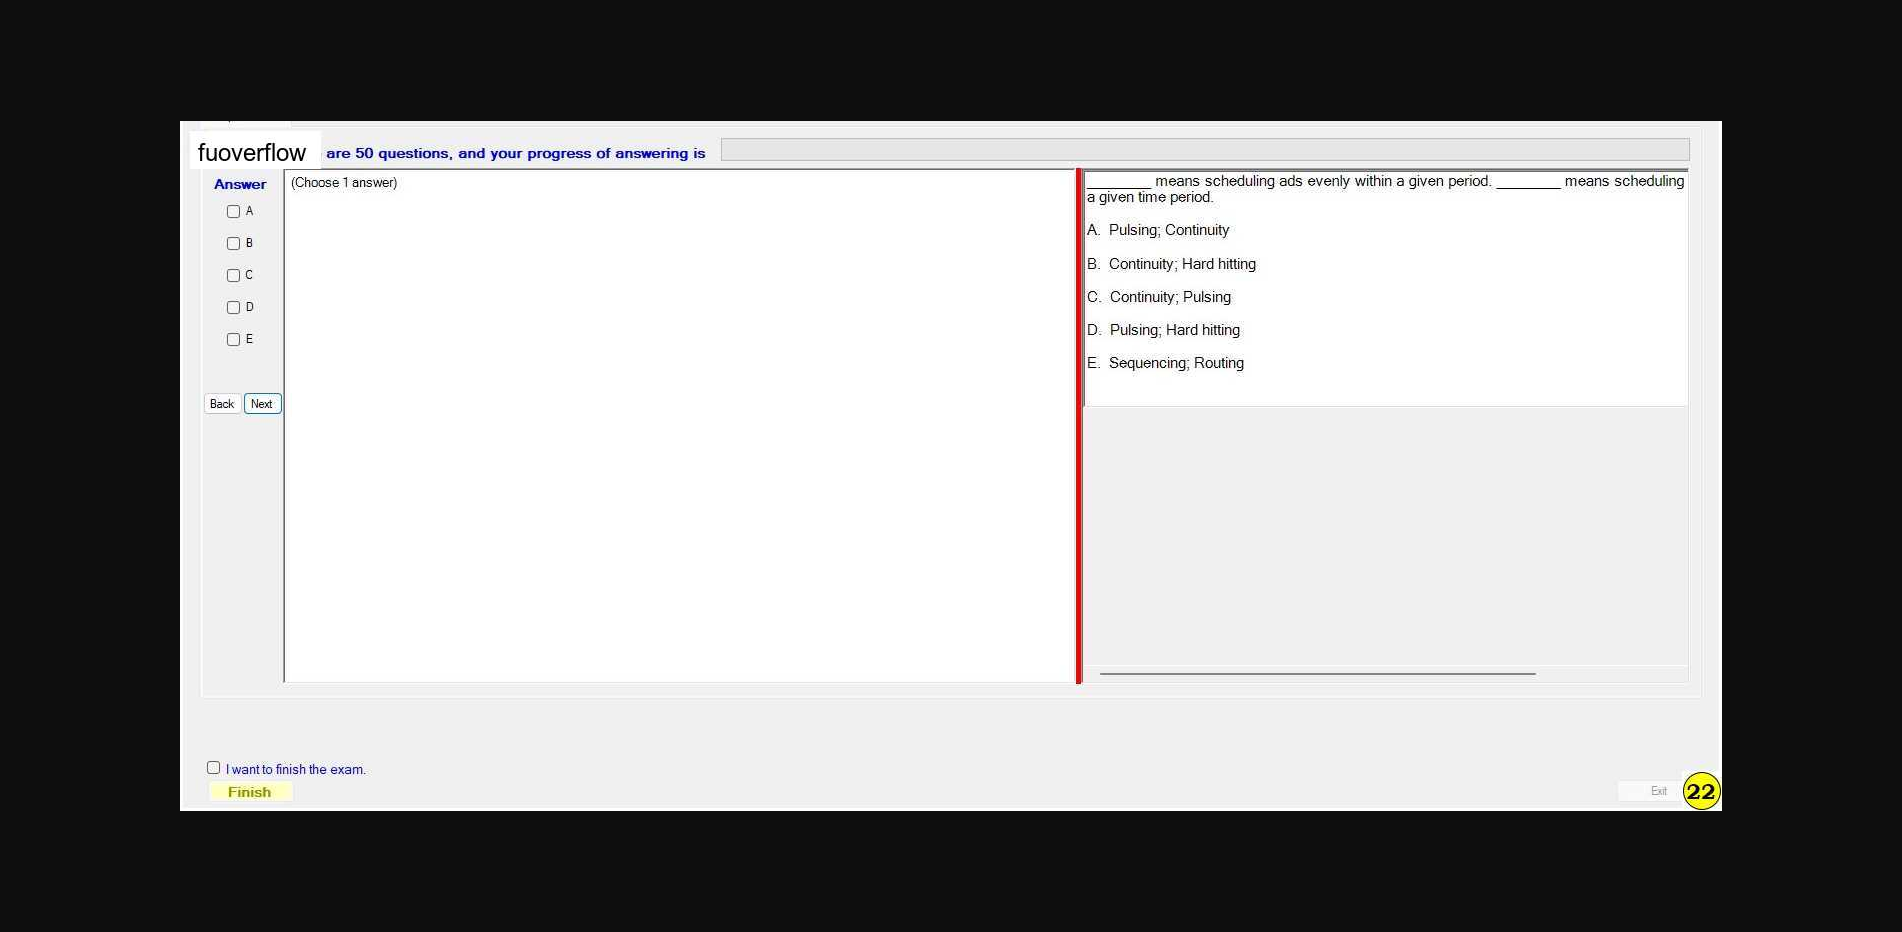 fuoverflow are 50 questions, and your progress of answering is
Answer
A
B
C
D
E
Back Next
(Choose 1 answer)
________ means scheduling ads evenly within a given period. ________ means scheduling
a given time period.
A. Pulsing; Continuity
B. Continuity; Hard hitting
C. Continuity; Pulsing
D. Pulsing; Hard hitting
E. Sequencing; Routing
I want to finish the exam.
Finish
Exit
22